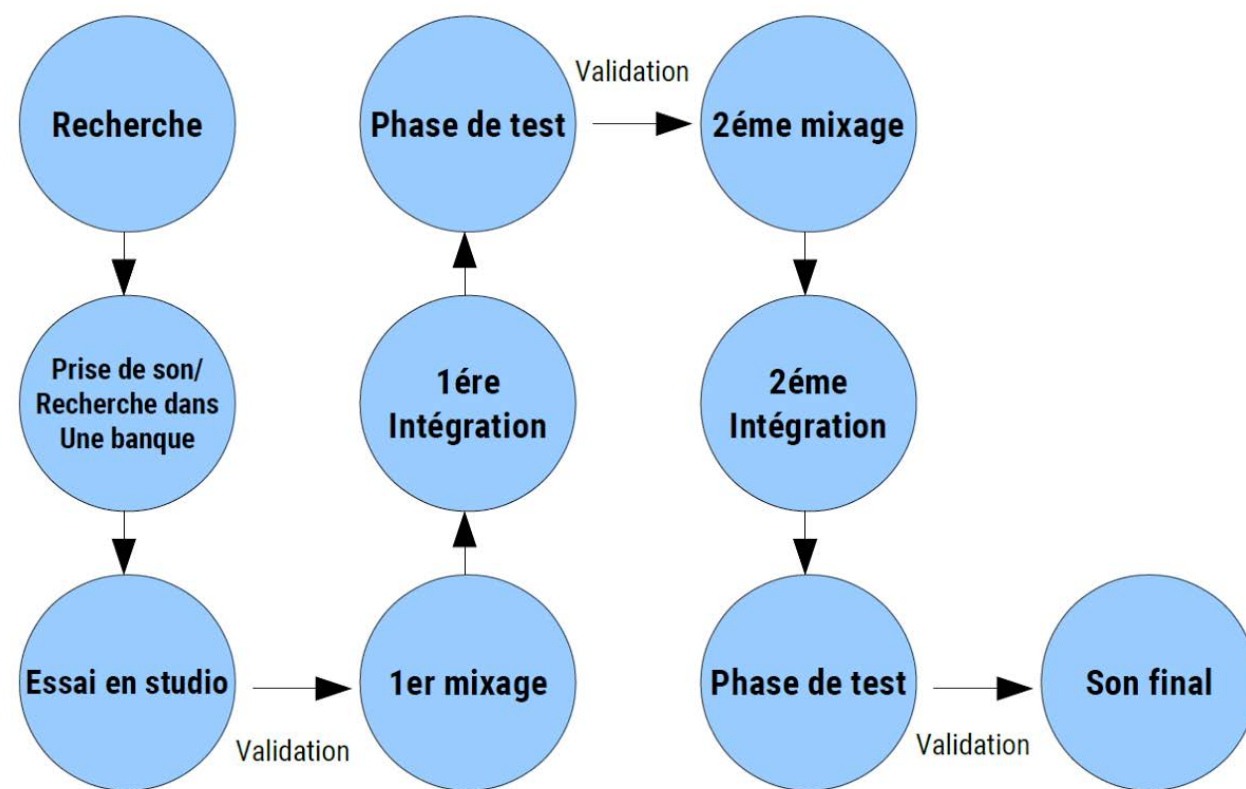 Recherche
Prise de son/
Recherche dans
Une banque
Essai en studio
Validation
1er mixage
1ére
Intégration
Phase de test
Validation
2éme mixage
2éme
Intégration
Phase de test
Validation
Son final